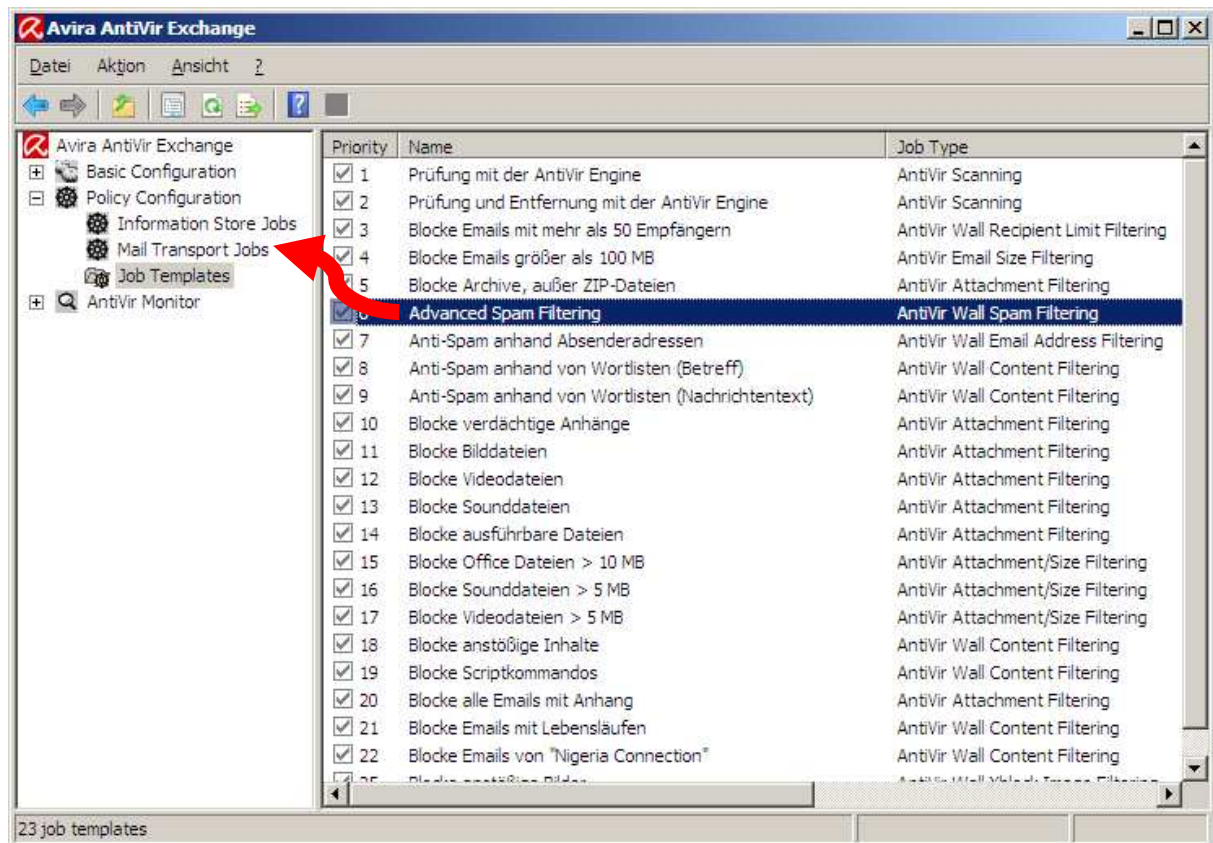 Avira AntiVir Exchange
Datei Aktion Ansicht ?
Avira AntiVir Exchange
Basic Configuration
Policy Configuration
Information Store Jobs
Mail Transport Jobs
Job Templates
AntiVir Monitor
Priority Name Job Type
1 Prüfung mit der AntiVir Engine AntiVir Scanning
2 Prüfung und Entfernung mit der AntiVir Engine AntiVir Scanning
3 Blocke Emails mit mehr als 50 Empfängern AntiVir Wall Recipient Limit Filtering
4 Blocke Emails größer als 100 MB AntiVir Email Size Filtering
5 Blocke Archive, außer ZIP-Dateien AntiVir Attachment Filtering
6 Advanced Spam Filtering AntiVir Wall Spam Filtering
7 Anti-Spam anhand Absenderadressen AntiVir Wall Email Address Filtering
8 Anti-Spam anhand von Wortlisten (Betreff) AntiVir Wall Content Filtering
9 Anti-Spam anhand von Wortlisten (Nachrichtentext) AntiVir Wall Content Filtering
10 Blocke verdächtige Anhänge AntiVir Attachment Filtering
11 Blocke Bilddateien AntiVir Attachment Filtering
12 Blocke Videodateien AntiVir Attachment Filtering
13 Blocke Sounddateien AntiVir Attachment Filtering
14 Blocke ausführbare Dateien AntiVir Attachment Filtering
15 Blocke Office Dateien > 10 MB AntiVir Attachment/Size Filtering
16 Blocke Sounddateien > 5 MB AntiVir Attachment/Size Filtering
17 Blocke Videodateien > 5 MB AntiVir Attachment/Size Filtering
18 Blocke anstößige Inhalte AntiVir Wall Content Filtering
19 Blocke Scriptkommandos AntiVir Wall Content Filtering
20 Blocke alle Emails mit Anhang AntiVir Attachment Filtering
21 Blocke Emails mit Lebensläufen AntiVir Wall Content Filtering
22 Blocke Emails von "Nigeria Connection" AntiVir Wall Content Filtering
Blocke anstößige Bilder AntiVir Wall Image Filtering
23 job templates